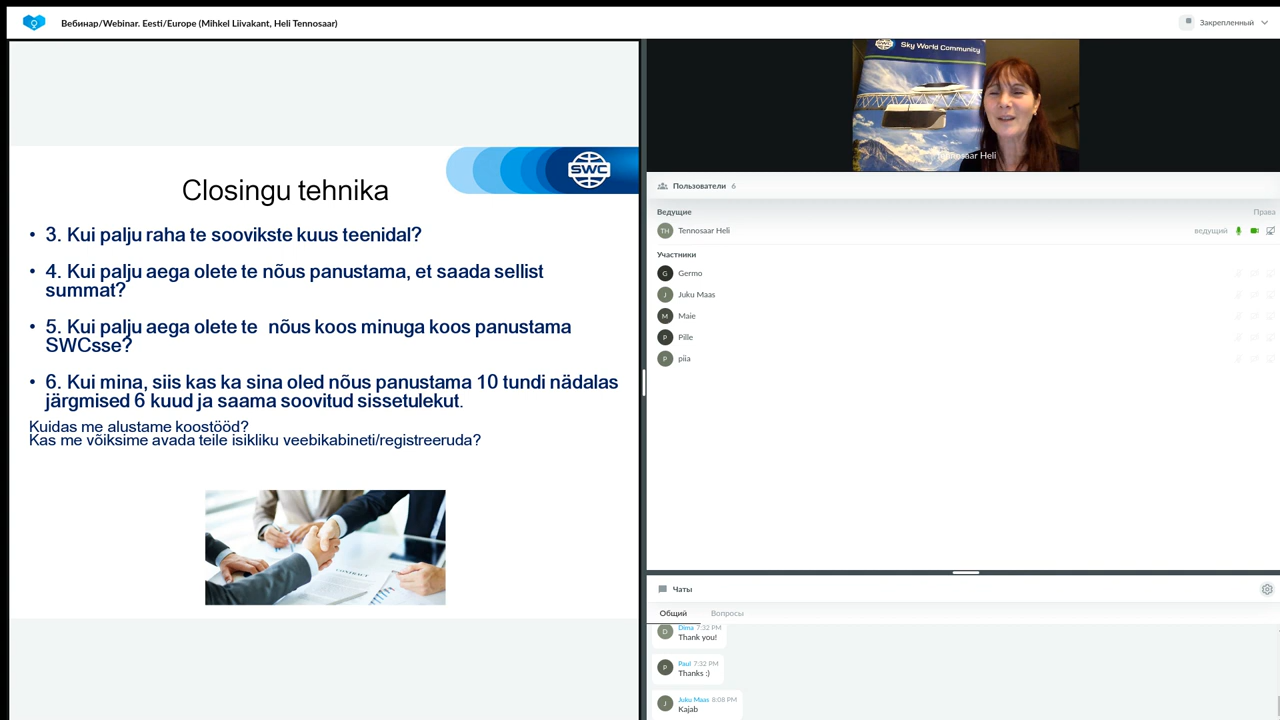 Вебинар/Webinar. Eesti/Europe (Mihkel Liivakant, Heli Tennosaar)
Закрепленный
SWC
Closingu tehnika
• 3. Kui palju raha te soovikste kuus teenidal?
• 4. Kui palju aega olete te nõus panustama, et saada sellist
summat?
• 5. Kui palju aega olete te  nõus koos minuga koos panustama
SWCsse?
• 6. Kui mina, siis kas ka sina oled nõus panustama 10 tundi nädalas
järgmised 6 kuud ja saama soovitud sissetulekut.
Kuidas me alustame koostööd?
Kas me võiksime avada teile isikliku veebikabineti/registreeruda?
CONTRACT
SWC
Sky World Community
Tennosaar Heli
Пользователи 6
Ведущие
Права
TH Tennosaar Heli
ведущий
Участники
G Germo
J Juku Maas
M Maie
P Pille
P piia
Чаты
Общий
Вопросы
D Dima 7:32 PM
Thank you!
P Paul 7:32 PM
Thanks :)
J Juku Maas 8:08 PM
Kajab